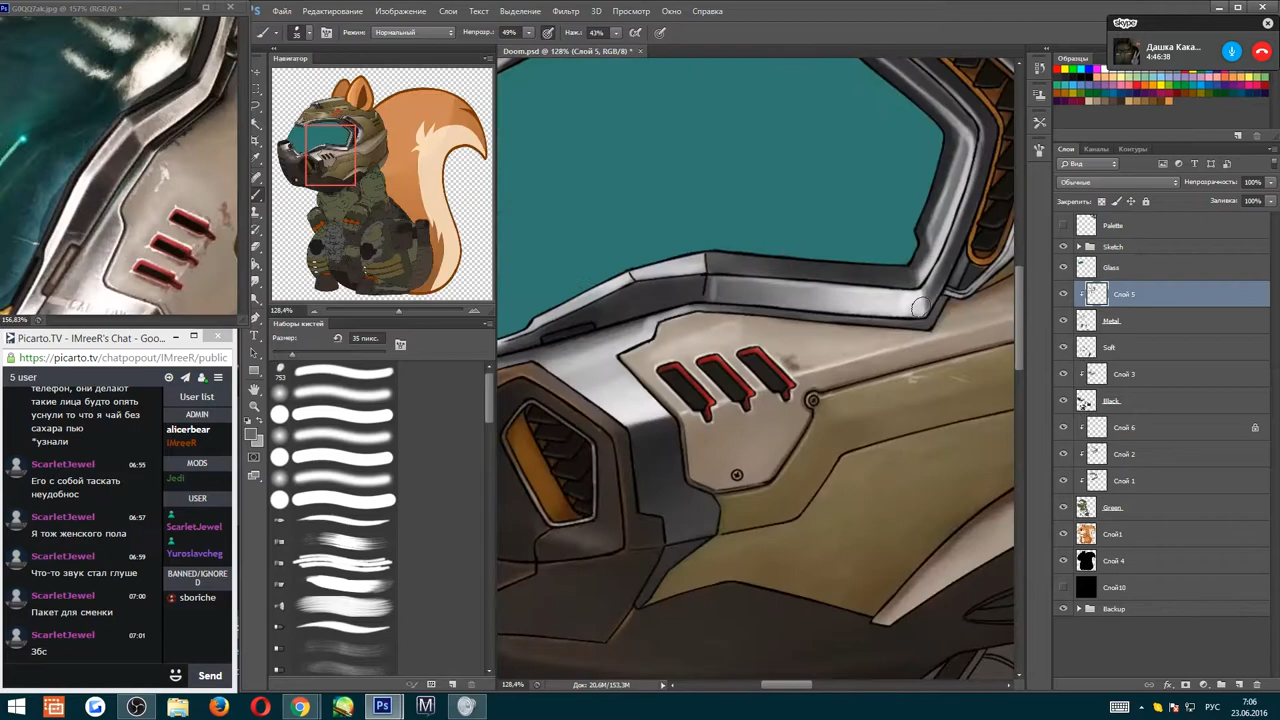 G0QQ7ak.jpg @ 157% (RGB/8) *
Файл Редактирование Изображение Слои Текст Выделение Фильтр 3D Просмотр Окно Справка
35 Режим: Нормальный Непрозр.: 49% Наж.: 43%
Doom.psd @ 128% (Слой 5, RGB/8) *
skype
Дашка Кака...
4:46:38
Навигатор
128,4%
Наборы кистей
Размер: 35 пикс.
753
156,83%
Picarto.TV - IMreeR's Chat - Goo...
https://picarto.tv/chatpopout/IMreeR/public
5 user
телефон, они делают
такие лица будто опять
уснули то что я чай без
сахара пью
*узнали
ScarletJewel 06:55
Его с собой таскать
неудобнос
ScarletJewel 06:57
Я тож женского пола
ScarletJewel 06:59
Что-то звук стал глуше
ScarletJewel 07:00
Пакет для сменки
ScarletJewel 07:01
Збс
User list
ADMIN
alicerbear
IMreeR
MODS
Jedi
USER
ScarletJewel
Yuroslavcheg
BANNED/IGNORE
D
sboriche
Send
128,4% Док: 20.6M/153,3M
Образцы
Слои Каналы Контуры
Вид
Обычные Непрозрачность: 100%
Закрепить: Заливка: 100%
Palette
Sketch
Glass
Слой 5
Metal
Soft
Слой 3
Black
Слой 6
Слой 2
Слой 1
Green
Слой1
Слой 4
Слой10
Backup
РУС
7:06
23.06.2016